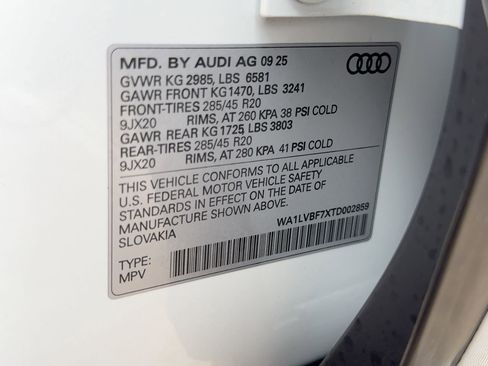 MFD. BY AUDI AG 09 25
GVWR KG 2985, LBS 6581
GAWR FRONT KG 1470, LBS 3241
FRONT-TIRES 285/45 R20
9JX20 RIMS, AT 260 KPA 38 PSI COLD
GAWR REAR KG 1725, LBS 3803
REAR-TIRES 285/45 R20
9JX20 RIMS, AT 280 KPA 41 PSI COLD
THIS VEHICLE CONFORMS TO ALL APPLICABLE
U.S. FEDERAL MOTOR VEHICLE SAFETY
STANDARDS IN EFFECT ON THE DATE OF
MANUFACTURE SHOWN ABOVE.
SLOVAKIA
WA1LVBF7XTD002859
TYPE:
MPV